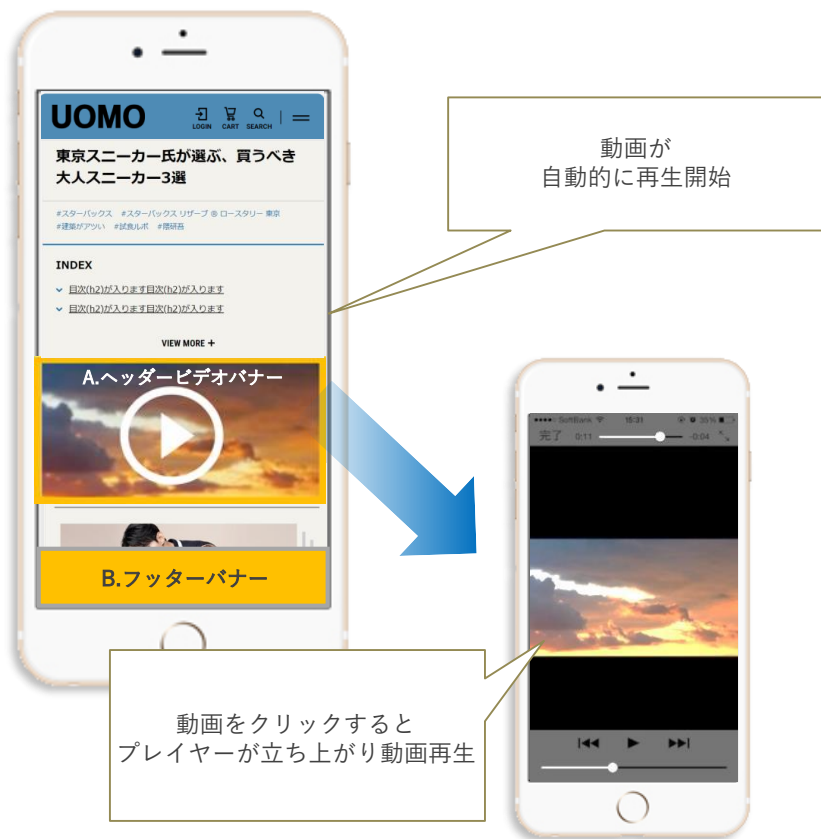 UOMO
LOGIN CART SEARCH
東京スニーカー氏が選ぶ、買うべき
大人スニーカー3選
#スターバックス #スターバックス リザーブ ® ロースタリー 東京
#建築がアツい #試食ルポ #隈研吾
INDEX
目次(h2)が入ります目次(h2)が入ります
目次(h2)が入ります目次(h2)が入ります
VIEW MORE +
A.ヘッダービデオバナー
B.フッターバナー
動画が
自動的に再生開始
SoftBank 15:31 35%
完了 0:11 -0:04
動画をクリックすると
プレイヤーが立ち上がり動画再生